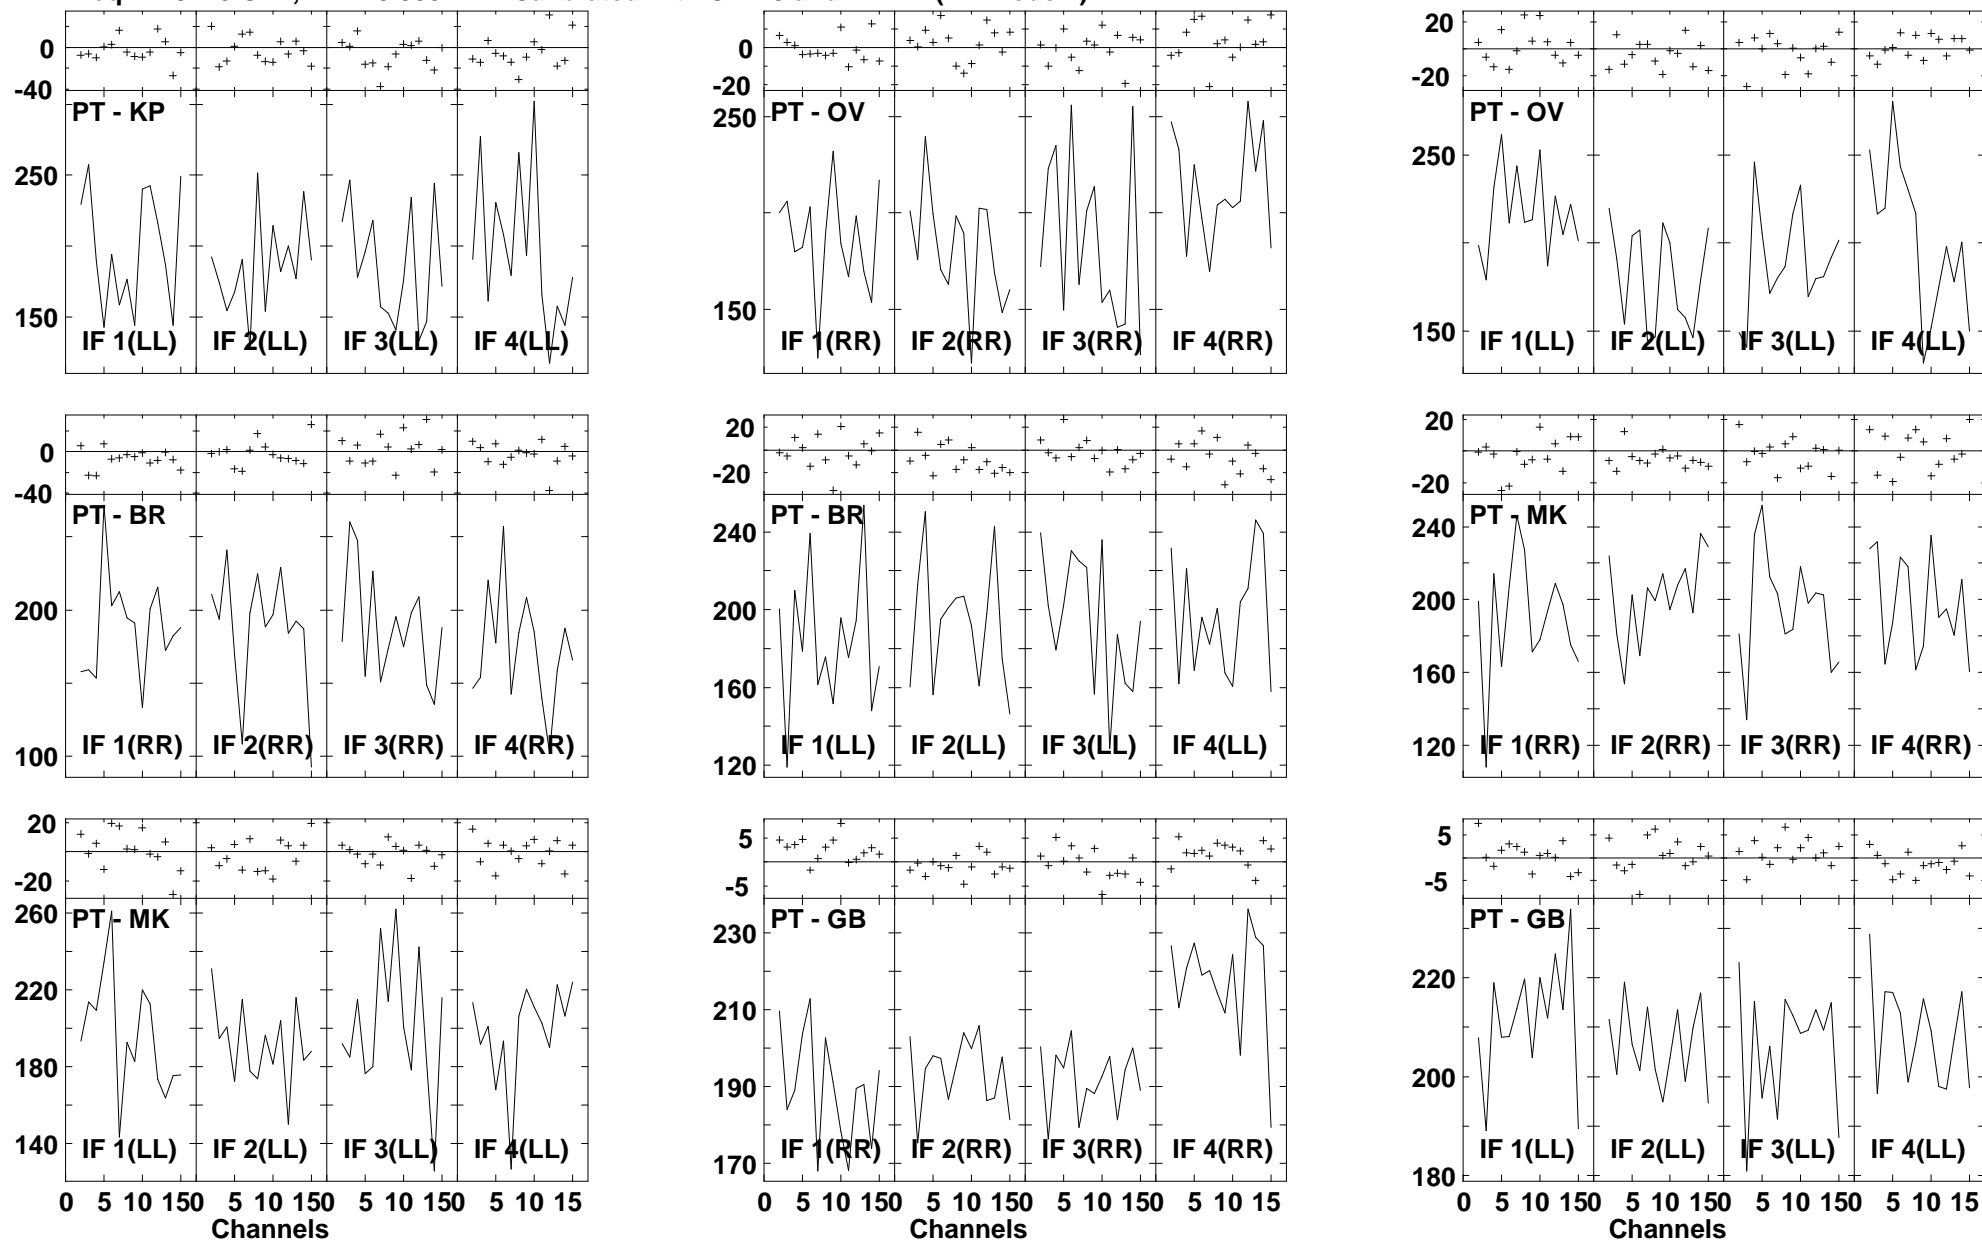 0 0 20
-40 -20 -20
PT - KP PT - OV PT - OV
250 250 250
150 150 150
IF 1(LL) IF 2(LL) IF 3(LL) IF 4(LL) IF 1(RR) IF 2(RR) IF 3(RR) IF 4(RR) IF 1(LL) IF 2(LL) IF 3(LL) IF 4(LL)
0 20 20
-40 -20 -20
PT - BR PT - BR PT - MK
240 240
200 200 200
160 160
100 120 120
IF 1(RR) IF 2(RR) IF 3(RR) IF 4(RR) IF 1(LL) IF 2(LL) IF 3(LL) IF 4(LL) IF 1(RR) IF 2(RR) IF 3(RR) IF 4(RR)
20 5 5
-20 -5 -5
PT - MK PT - GB PT - GB
260 230
220 210 220
180 190 200
140 170 180
IF 1(LL) IF 2(LL) IF 3(LL) IF 4(LL) IF 1(RR) IF 2(RR) IF 3(RR) IF 4(RR) IF 1(LL) IF 2(LL) IF 3(LL) IF 4(LL)
0 5 10 150 5 10 150 5 10 150 5 10 15 0 5 10 150 5 10 150 5 10 150 5 10 15 0 5 10 150 5 10 150 5 10 150 5 10 15
Channels Channels Channels